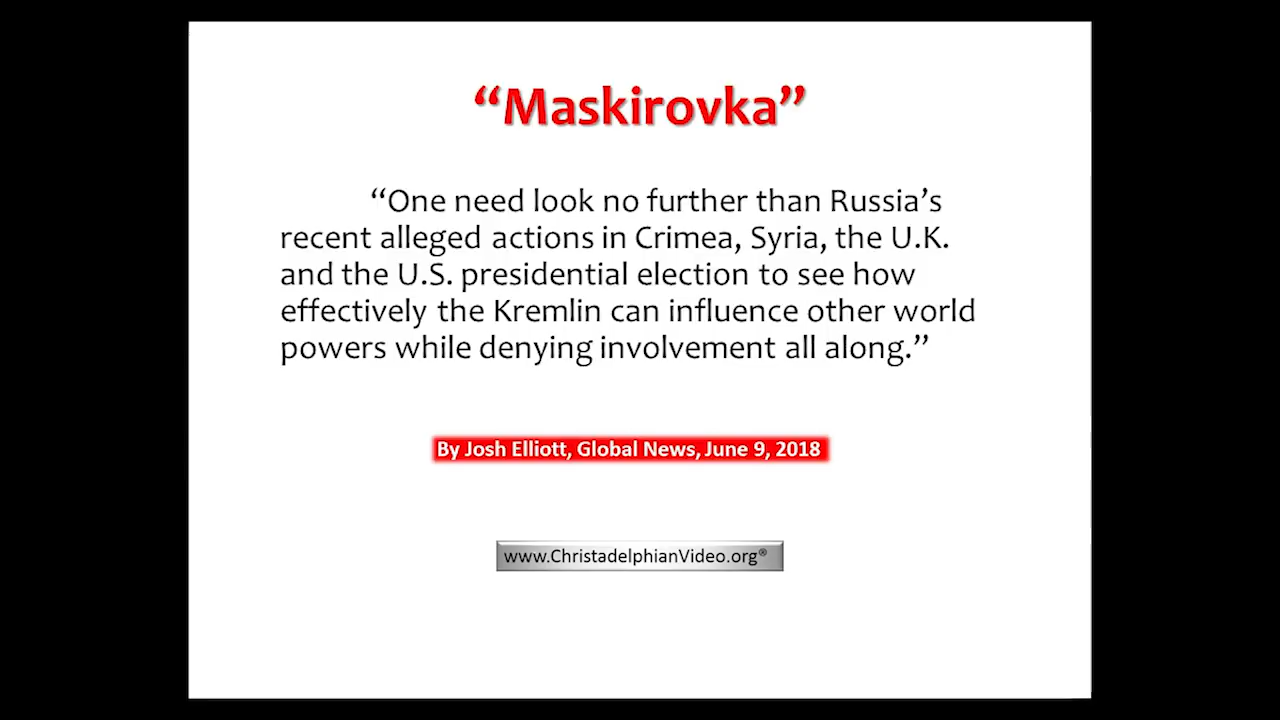 “Maskirovka”
“One need look no further than Russia’s
recent alleged actions in Crimea, Syria, the U.K.
and the U.S. presidential election to see how
effectively the Kremlin can influence other world
powers while denying involvement all along.”
By Josh Elliott, Global News, June 9, 2018
www.ChristadelphianVideo.org®